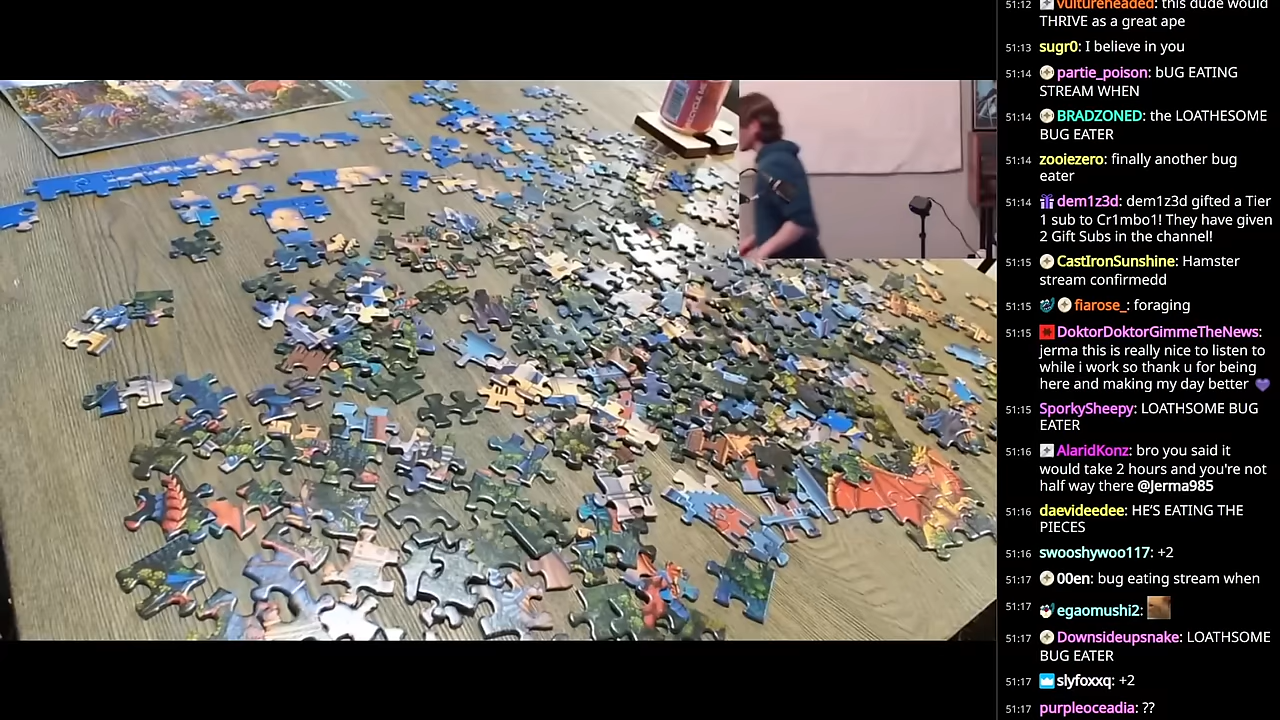 51:12 vultureheaded: this dude would
THRIVE as a great ape
51:13 sugr0: I believe in you
51:14 partie_poison: bUG EATING
STREAM WHEN
51:14 BRADZONED: the LOATHESOME
BUG EATER
51:14 zooiezero: finally another bug
eater
51:14 dem1z3d: dem1z3d gifted a Tier
1 sub to Cr1mbo1! They have given
2 Gift Subs in the channel!
51:15 CastIronSunshine: Hamster
stream confirmedd
51:15 fiarose_: foraging
51:15 DoktorDoktorGimmeTheNews:
jerma this is really nice to listen to
while i work so thank u for being
here and making my day better 💜
51:15 SporkySheepy: LOATHSOME BUG
EATER
51:16 AlaridKonz: bro you said it
would take 2 hours and you're not
half way there @Jerma985
51:16 daevideedee: HE'S EATING THE
PIECES
51:16 swooshywoo117: +2
51:17 00en: bug eating stream when
51:17 egaomushi2:
51:17 Downsideupsnake: LOATHSOME
BUG EATER
51:17 slyfoxxq: +2
51:17 purpleoceadia: ??
RECYCLE ME